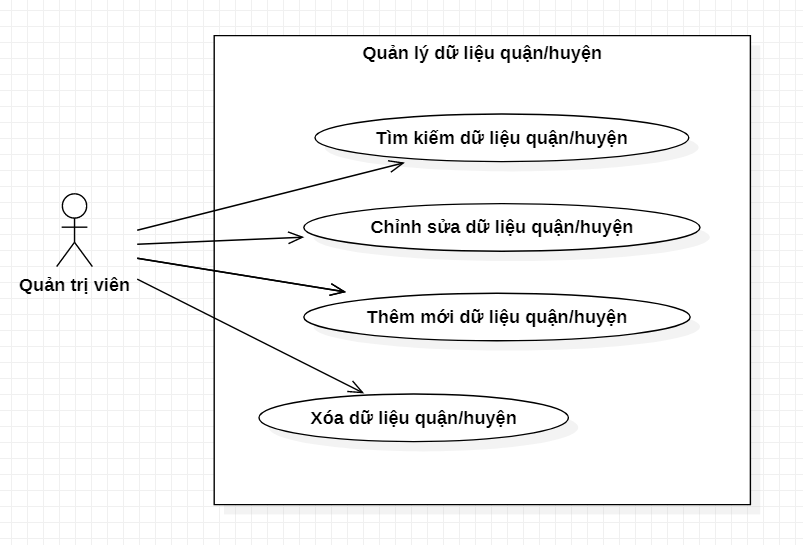 Quản lý dữ liệu quận/huyện
Tìm kiếm dữ liệu quận/huyện
Chỉnh sửa dữ liệu quận/huyện
Quản trị viên
Thêm mới dữ liệu quận/huyện
Xóa dữ liệu quận/huyện